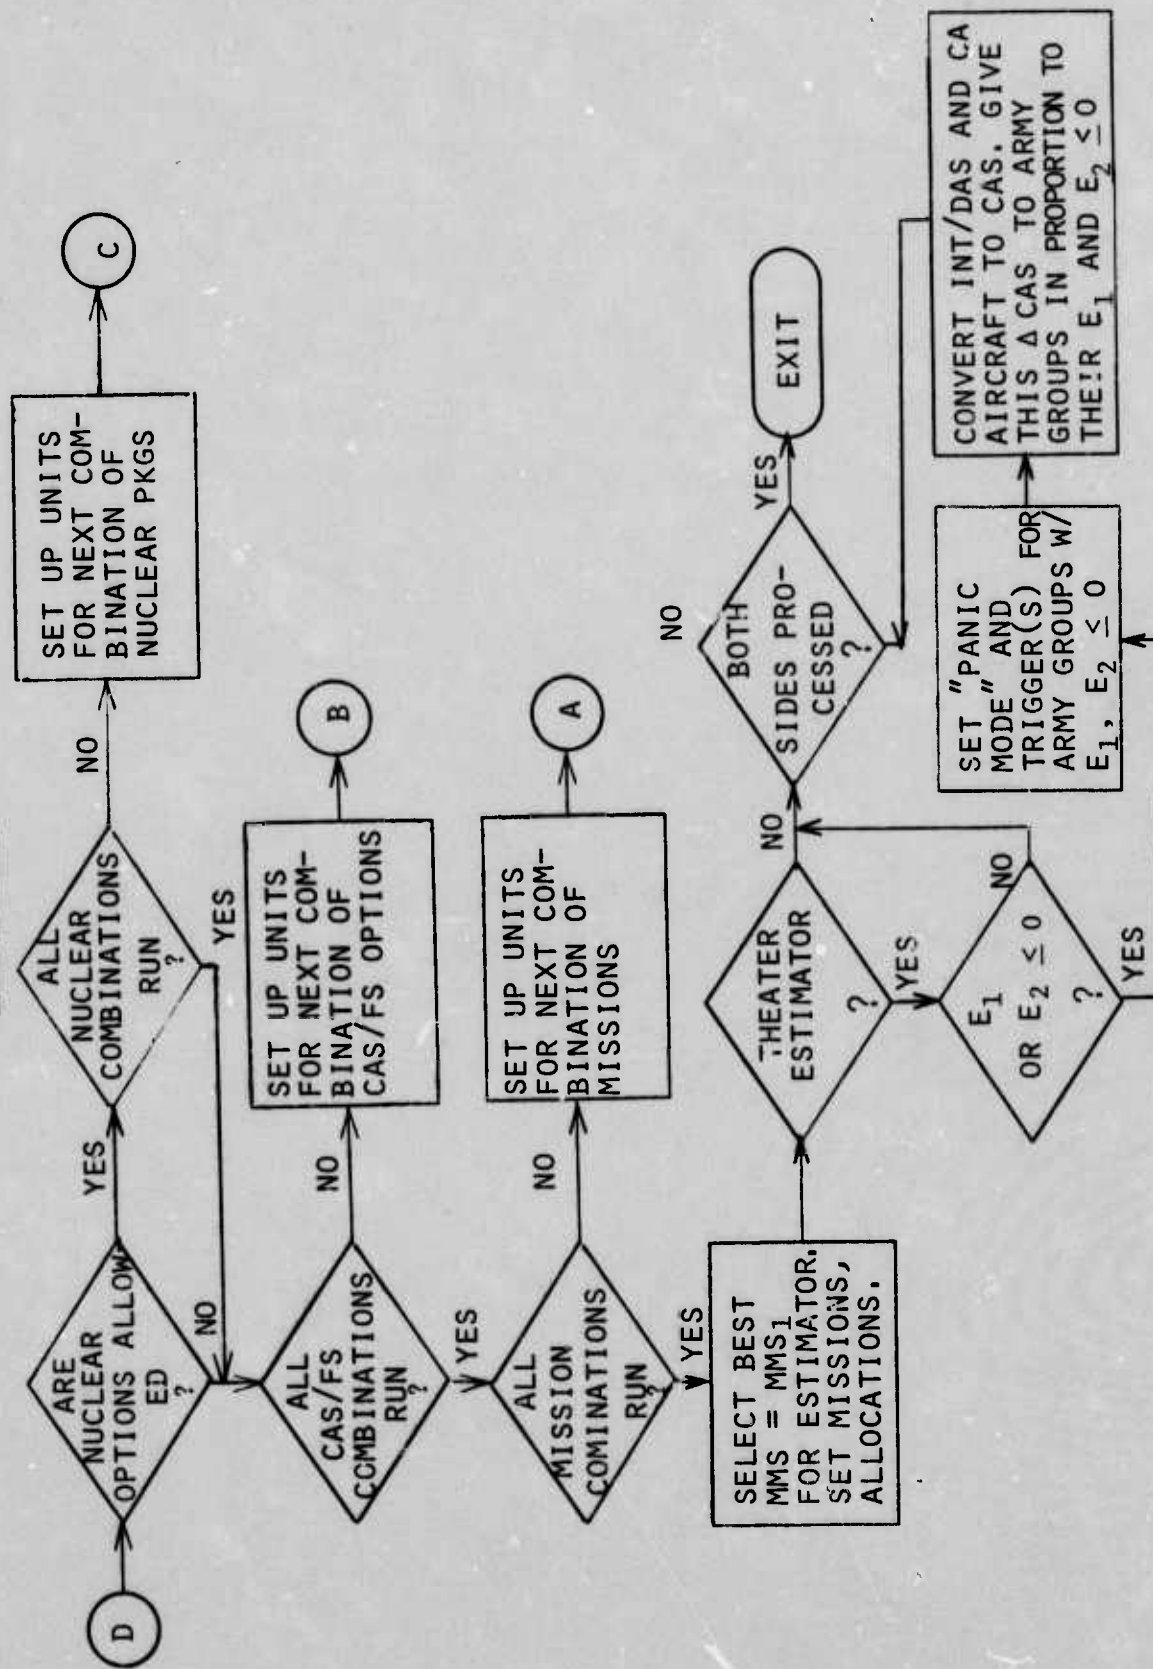 D
ARE
NUCLEAR
OPTIONS ALLOW-
ED
?
YES
NO
ALL
NUCLEAR
COMBINATIONS
RUN
?
NO
YES
SET UP UNITS
FOR NEXT COM-
BINATION OF
NUCLEAR PKGS
C
ALL
CAS/FS
COMBINATIONS
RUN
?
NO
YES
SET UP UNITS
FOR NEXT COM-
BINATION OF
CAS/FS OPTIONS
B
ALL
MISSION
COMINATIONS
RUN
?
NO
YES
SET UP UNITS
FOR NEXT COM-
BINATION OF
MISSIONS
A
SELECT BEST
MMS = MMS₁
FOR ESTIMATOR.
SET MISSIONS,
ALLOCATIONS.
THEATER
ESTIMATOR
?
NO
YES
E₁
OR E₂ ≤ 0
?
NO
YES
BOTH
SIDES PRO-
CESSED
?
NO
YES
EXIT
SET "PANIC
MODE" AND
TRIGGER(S) FOR
ARMY GROUPS W/
E₁, E₂ ≤ 0
CONVERT INT/DAS AND CA
AIRCRAFT TO CAS. GIVE
THIS Δ CAS TO ARMY
GROUPS IN PROPORTION TO
THEIR E₁ AND E₂ ≤ 0